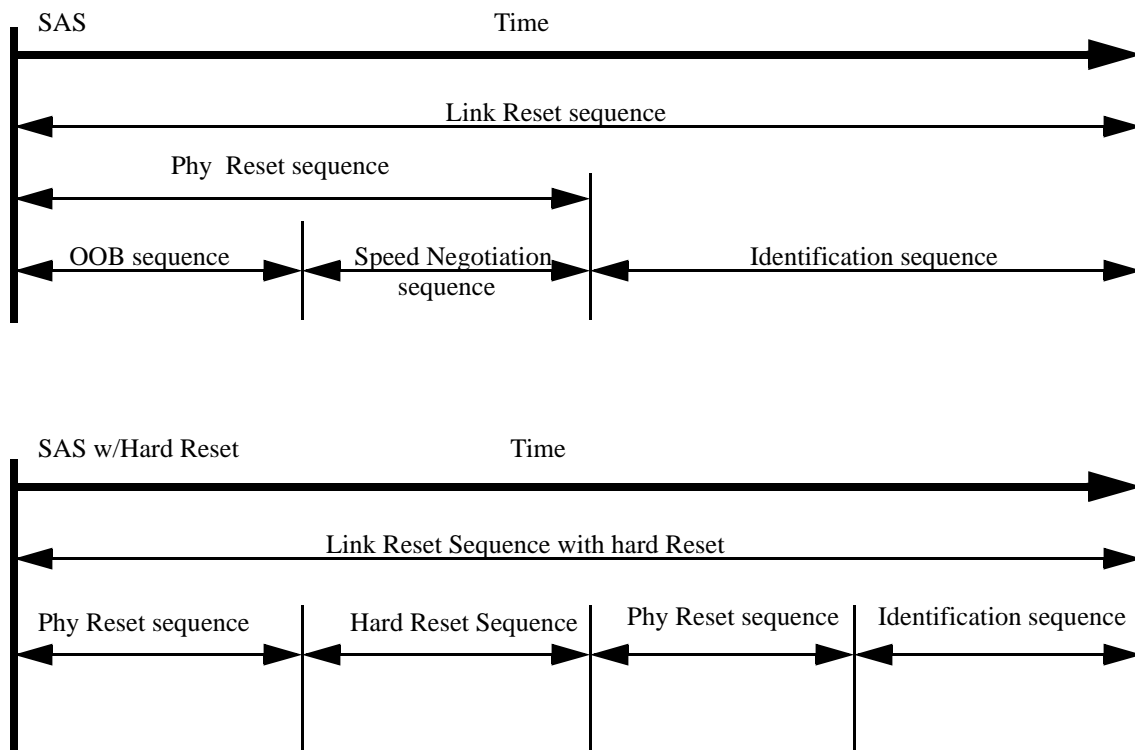 SAS
Time
Link Reset sequence
Phy Reset sequence
OOB sequence
Speed Negotiation
sequence
Identification sequence
SAS w/Hard Reset
Time
Link Reset Sequence with hard Reset
Phy Reset sequence
Hard Reset Sequence
Phy Reset sequence
Identification sequence